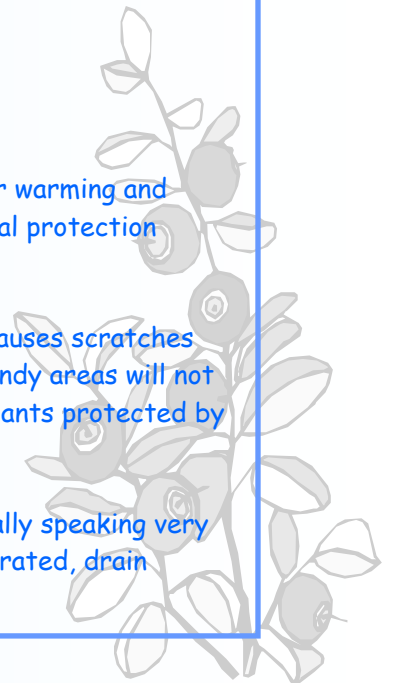 r warming and
al protection
auses scratches
ndy areas will not
ants protected by
ally speaking very
rated, drain